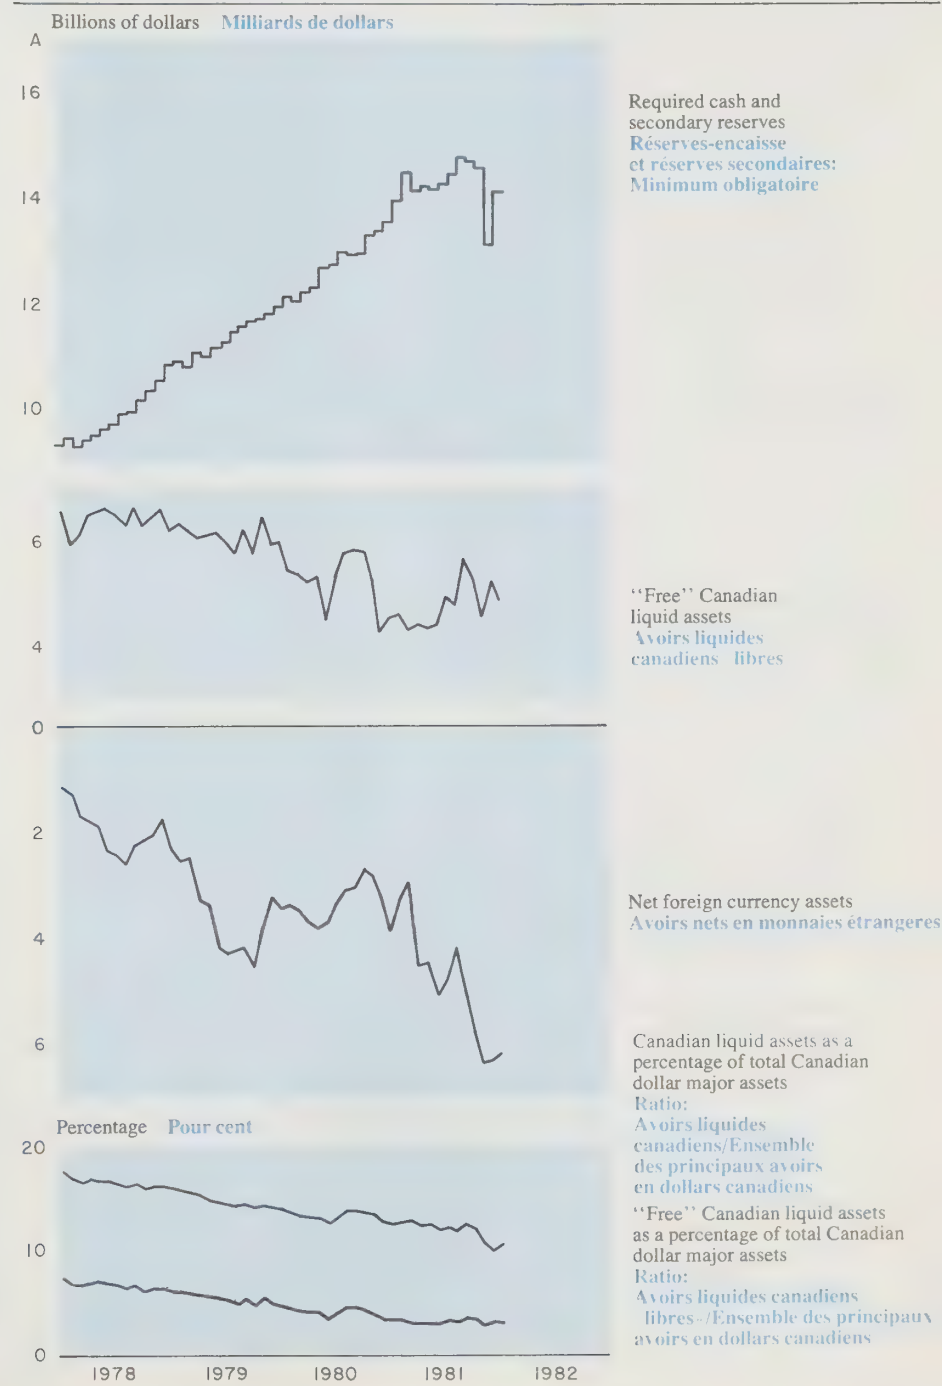 Billions of dollars Milliards de dollars
A
16
14
12
10
Required cash and
secondary reserves
Réserves-encaisse
et réserves secondaires:
Minimum obligatoire
6
4
"Free" Canadian
liquid assets
Avoirs liquides
canadiens libres
0
2
4
6
Net foreign currency assets
Avoirs nets en monnaies étrangeres
Percentage Pour cent
20
10
0
Canadian liquid assets as a
percentage of total Canadian
dollar major assets
Ratio:
Avoirs liquides
canadiens/Ensemble
des principaux avoirs
en dollars canadiens
"Free" Canadian liquid assets
as a percentage of total Canadian
dollar major assets
Ratio:
Avoirs liquides canadiens
libres-/Ensemble des principaux
avoirs en dollars canadiens
1978 1979 1980 1981 1982